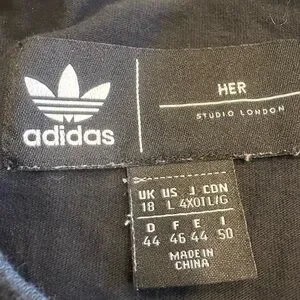 adidas
HER
STUDIO LONDON
UK US J CDN
18 L 4XOT L/G
D F E I
44 46 44 50
MADE IN
CHINA